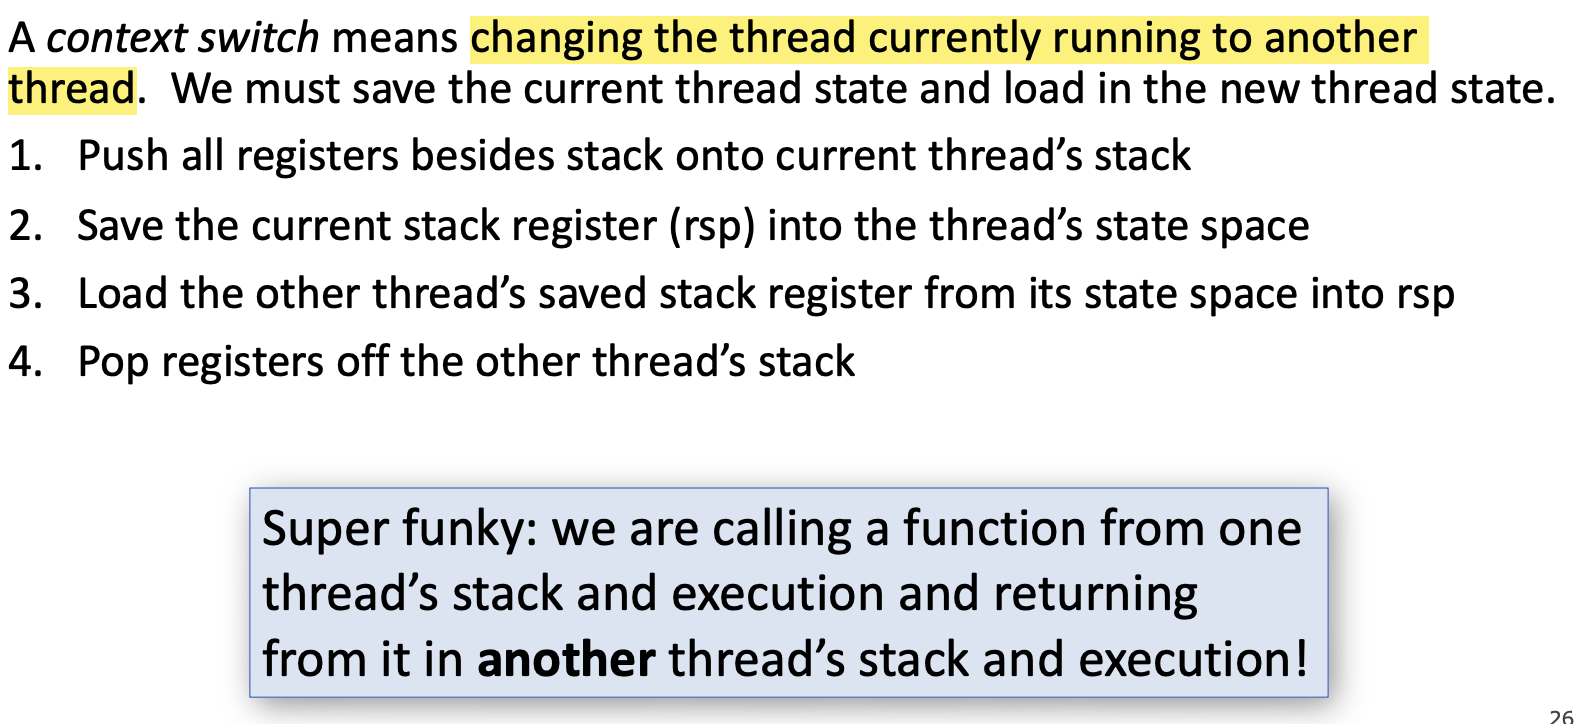 A context switch means changing the thread currently running to another
thread.  We must save the current thread state and load in the new thread state.
1. Push all registers besides stack onto current thread’s stack
2. Save the current stack register (rsp) into the thread’s state space
3. Load the other thread’s saved stack register from its state space into rsp
4. Pop registers off the other thread’s stack
Super funky: we are calling a function from one
thread’s stack and execution and returning
from it in another thread’s stack and execution!
26